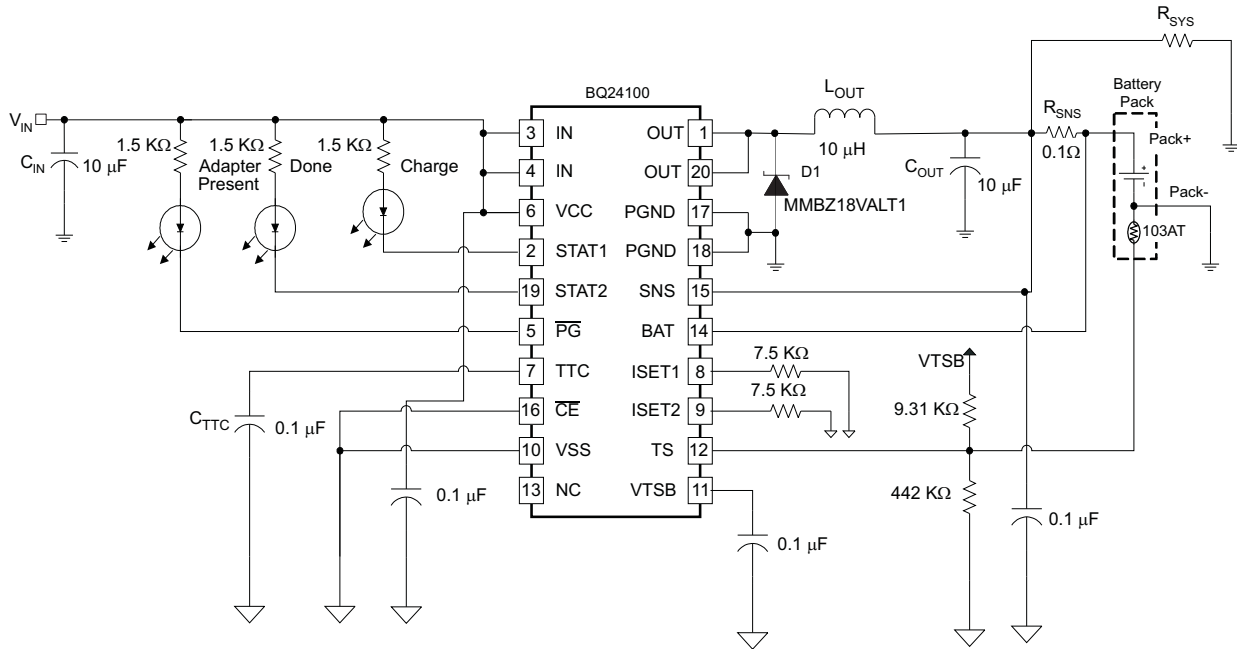 BQ24100
V_IN
C_IN
10 μF
1.5 KΩ
Adapter
Present
1.5 KΩ
Done
1.5 KΩ
Charge
3
IN
4
IN
6
VCC
2
STAT1
19
STAT2
5
PG
7
TTC
16
CE
10
VSS
13
NC
OUT
1
OUT
20
PGND
17
PGND
18
SNS
15
BAT
14
ISET1
8
ISET2
9
TS
12
VTSB
11
C_TTC
0.1 μF
0.1 μF
0.1 μF
7.5 KΩ
7.5 KΩ
L_OUT
10 μH
D1
MMBZ18VALT1
C_OUT
10 μF
R_SYS
R_SNS
0.1Ω
Battery
Pack
Pack+
+
Pack-
103AT
VTSB
9.31 KΩ
442 KΩ
0.1 μF